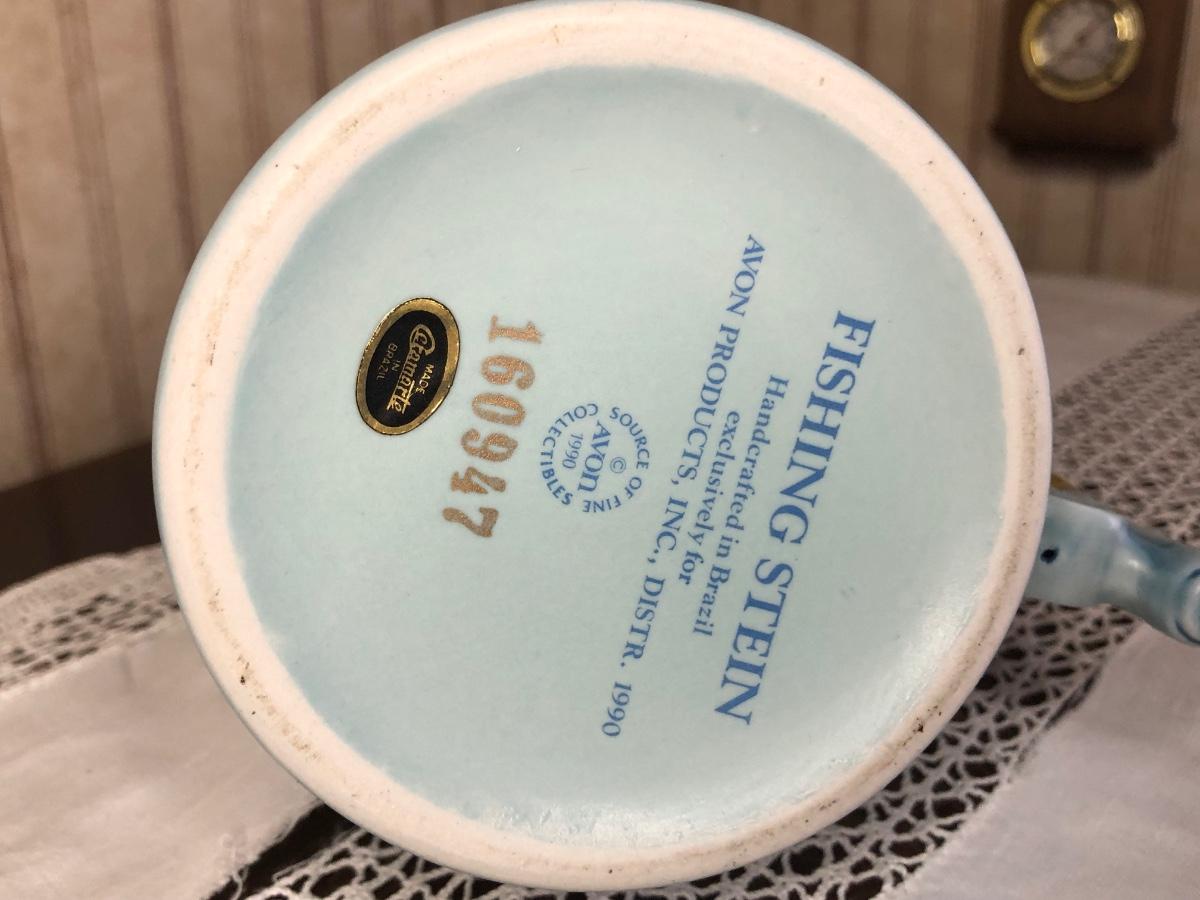 FISHING STEIN
Handcrafted in Brazil
exclusively for
AVON PRODUCTS, INC., DISTR. 1990
SOURCE OF FINE COLLECTIBLES
©
AVON
1990
160947
MADE
Ceramarte
IN
BRAZIL